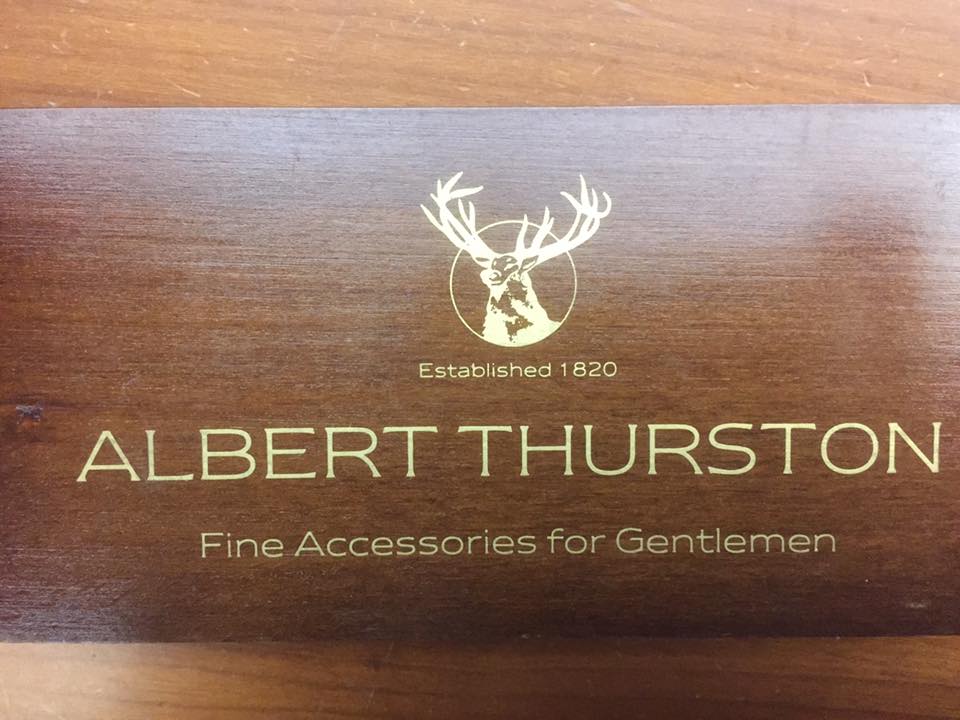 Established 1820
ALBERT THURSTON
Fine Accessories for Gentlemen